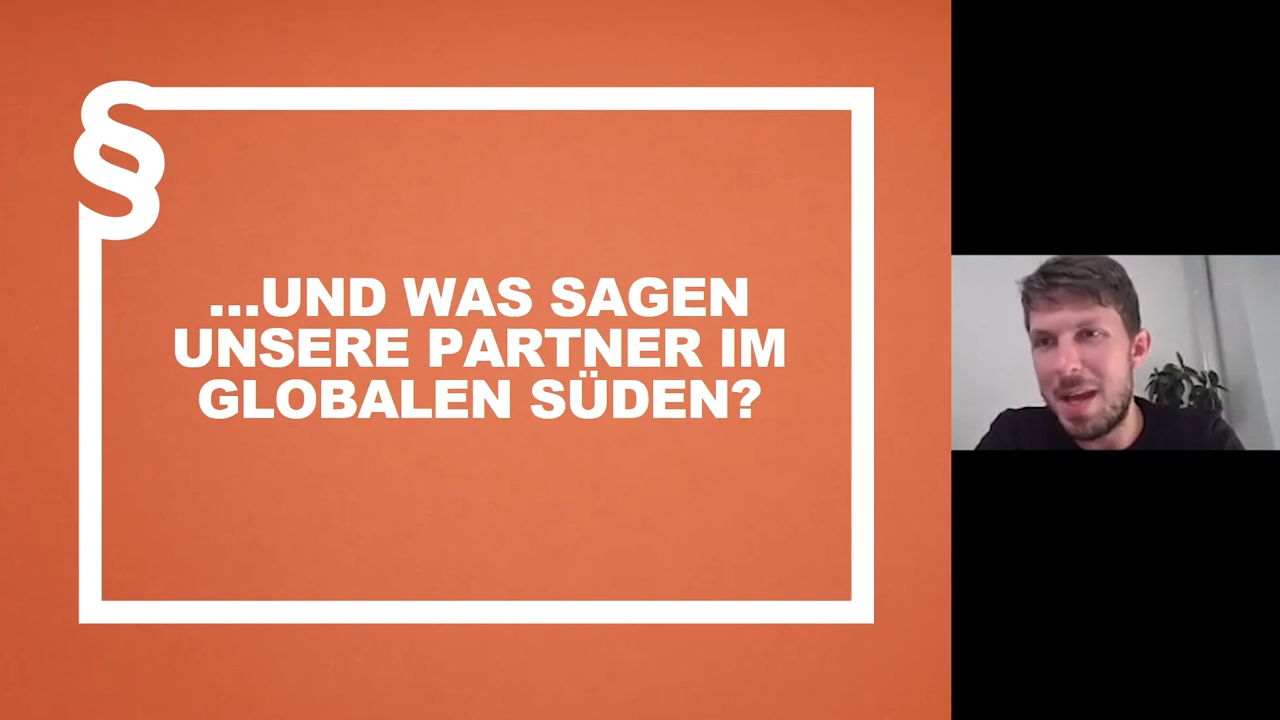 §
...UND WAS SAGEN
UNSERE PARTNER IM
GLOBALEN SÜDEN?